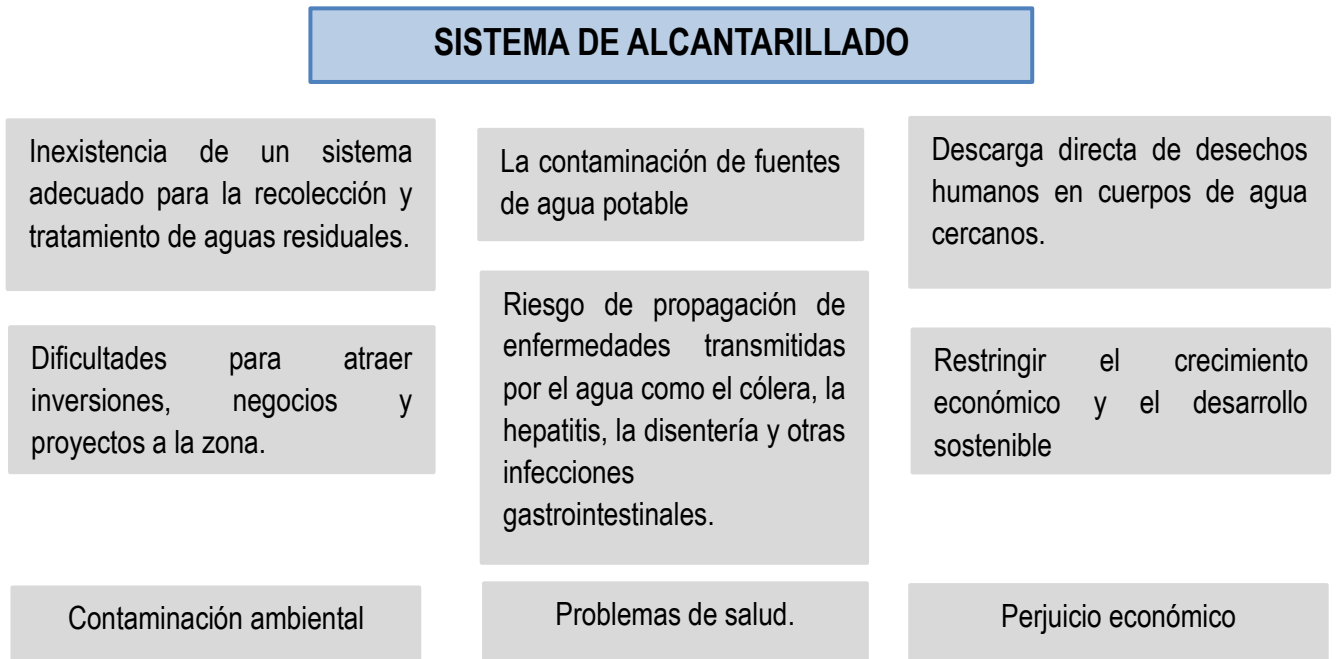 SISTEMA DE ALCANTARILLADO
Inexistencia de un sistema
adecuado para la recolección y
tratamiento de aguas residuales.
La contaminación de fuentes
de agua potable
Descarga directa de desechos
humanos en cuerpos de agua
cercanos.
Dificultades para atraer
inversiones, negocios y
proyectos a la zona.
Riesgo de propagación de
enfermedades transmitidas
por el agua como el cólera, la
hepatitis, la disentería y otras
infecciones
gastrointestinales.
Restringir el crecimiento
económico y el desarrollo
sostenible
Contaminación ambiental
Problemas de salud.
Perjuicio económico